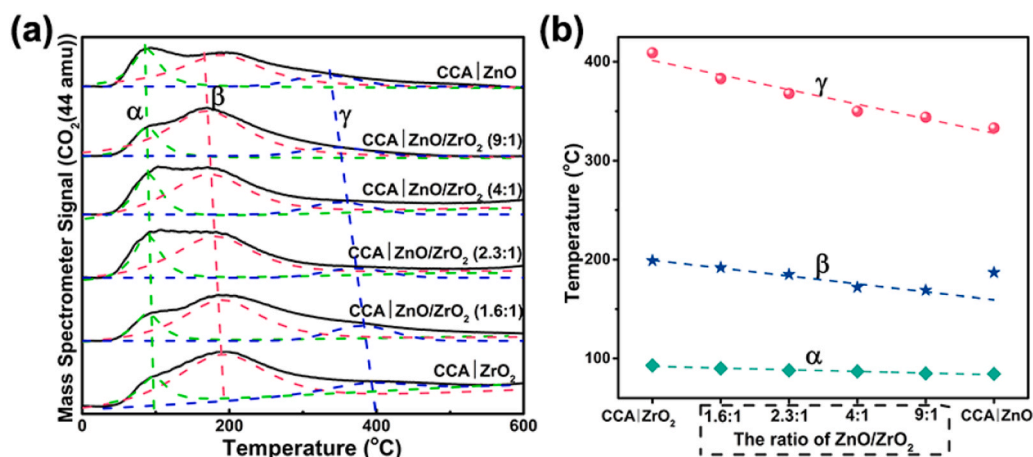 (a)
Mass Spectrometer Signal (CO₂(44 amu))
α
β
γ
CCA|ZnO
CCA|ZnO/ZrO₂ (9:1)
CCA|ZnO/ZrO₂ (4:1)
CCA|ZnO/ZrO₂ (2.3:1)
CCA|ZnO/ZrO₂ (1.6:1)
CCA|ZrO₂
0 200 400 600
Temperature (°C)
(b)
Temperature (°C)
400
300
200
100
γ
β
α
CCA|ZrO₂ 1.6:1 2.3:1 4:1 9:1 CCA|ZnO
The ratio of ZnO/ZrO₂